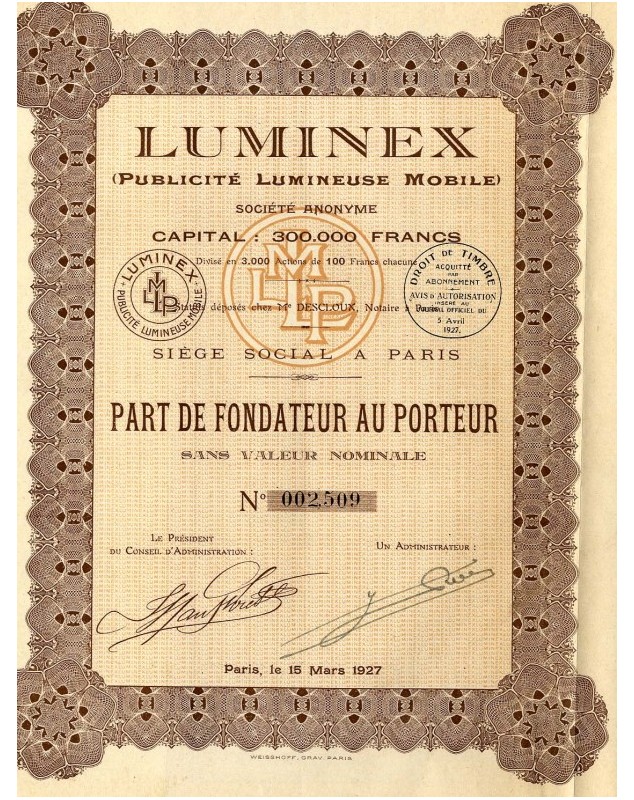 LUMINEX
(PUBLICITÉ LUMINEUSE MOBILE)
SOCIÉTÉ ANONYME
CAPITAL : 300.000 FRANCS
Divisé en 3.000 Actions de 100 Francs chacune
LUMINEX
PUBLICITÉ LUMINEUSE MOBILE
LMLP
DROIT DE TIMBRE
ACQUITTÉ
PAR
ABONNEMENT
AVIS D'AUTORISATION
INSÉRÉ AU
JOURNAL OFFICIEL DU
5 Avril
1927.
Statuts déposés chez Me DESCLOUX, Notaire à
SIÈGE SOCIAL A PARIS
PART DE FONDATEUR AU PORTEUR
SANS VALEUR NOMINALE
No 002,509
LE PRÉSIDENT
DU CONSEIL D'ADMINISTRATION :
UN ADMINISTRATEUR :
Paris, le 15 Mars 1927
WEISSHOFF, GRAV. PARIS